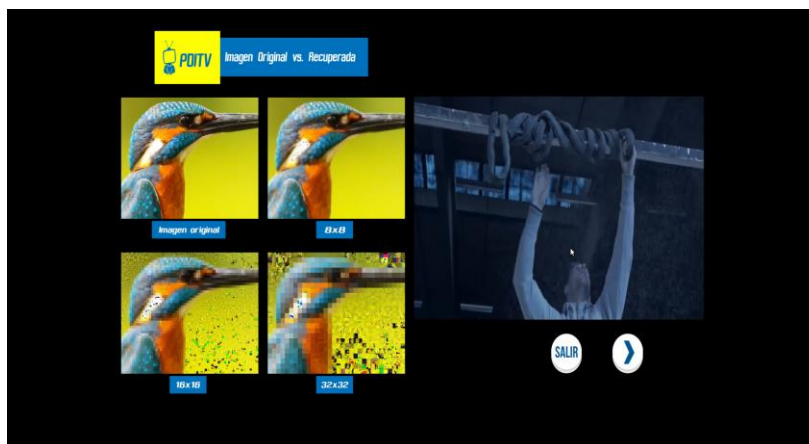 PDITV
Imagen Original vs. Recuperada
Imagen original
8x8
16x16
32x32
SALIR